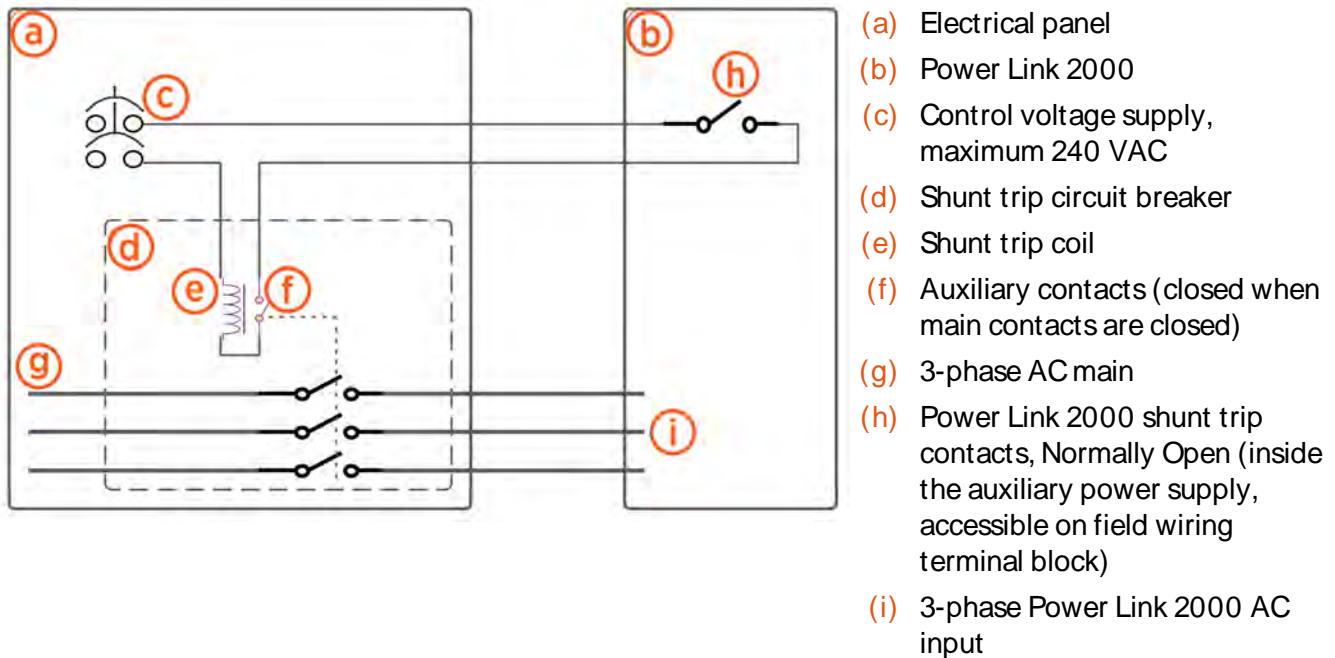 a
b
c
h
d
e
f
g
i
(a) Electrical panel
(b) Power Link 2000
(c) Control voltage supply,
maximum 240 VAC
(d) Shunt trip circuit breaker
(e) Shunt trip coil
(f) Auxiliary contacts (closed when
main contacts are closed)
(g) 3-phase AC main
(h) Power Link 2000 shunt trip
contacts, Normally Open (inside
the auxiliary power supply,
accessible on field wiring
terminal block)
(i) 3-phase Power Link 2000 AC
input